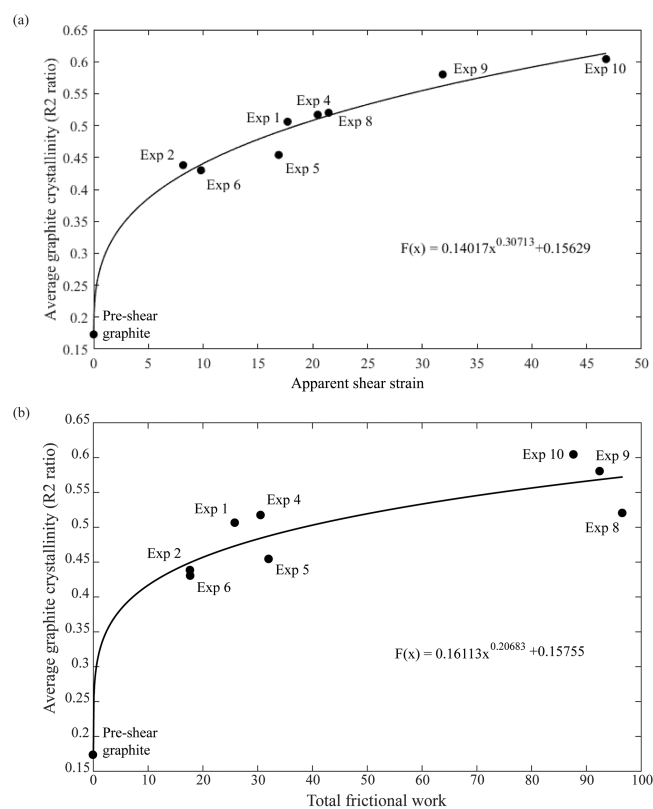 (a)
0.65
0.6
0.55
0.5
0.45
0.4
0.35
0.3
0.25
0.2
0.15
Average graphite crystallinity (R2 ratio)
Exp 9
Exp 10
Exp 4
Exp 1
Exp 8
Exp 2
Exp 5
Exp 6
F(x) = 0.14017x^0.30713+0.15629
Pre-shear
graphite
0 5 10 15 20 25 30 35 40 45 50
Apparent shear strain
(b)
0.65
0.6
0.55
0.5
0.45
0.4
0.35
0.3
0.25
0.2
0.15
Average graphite crystallinity (R2 ratio)
Exp 10
Exp 9
Exp 4
Exp 1
Exp 8
Exp 2
Exp 5
Exp 6
F(x) = 0.16113x^0.20683 +0.15755
Pre-shear
graphite
0 10 20 30 40 50 60 70 80 90 100
Total frictional work